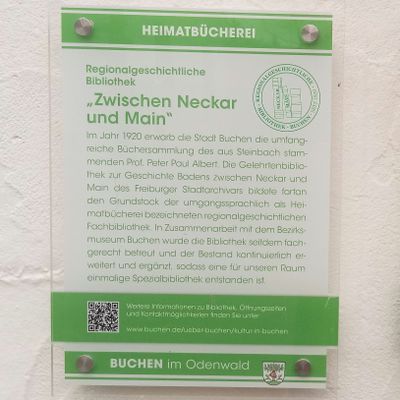 HEIMATBÜCHEREI
Regionalgeschichtliche
Bibliothek
„Zwischen Neckar
und Main“
Im Jahr 1920 erwarb die Stadt Buchen die umfang-
reiche Büchersammlung des aus Steinbach stam-
menden Prof. Peter Paul Albert. Die Gelehrtenbiblio-
thek zur Geschichte Badens zwischen Neckar und
Main des Freiburger Stadtarchivars bildete fortan
den Grundstock der umgangssprachlich als Hei-
matbücherei bezeichneten regionalgeschichtlichen
Fachbibliothek. In Zusammenarbeit mit dem Bezirks-
museum Buchen wurde die Bibliothek seitdem fach-
gerecht betreut und der Bestand kontinuierlich er-
weitert und ergänzt, sodass eine für unseren Raum
einmalige Spezialbibliothek entstanden ist.
Weitere Informationen zu Bibliothek, Öffnungszeiten
und Kontaktmöglichkeiten finden Sie unter
www.buchen.de/ueber-buchen/kultur-in-buchen
BUCHEN im Odenwald